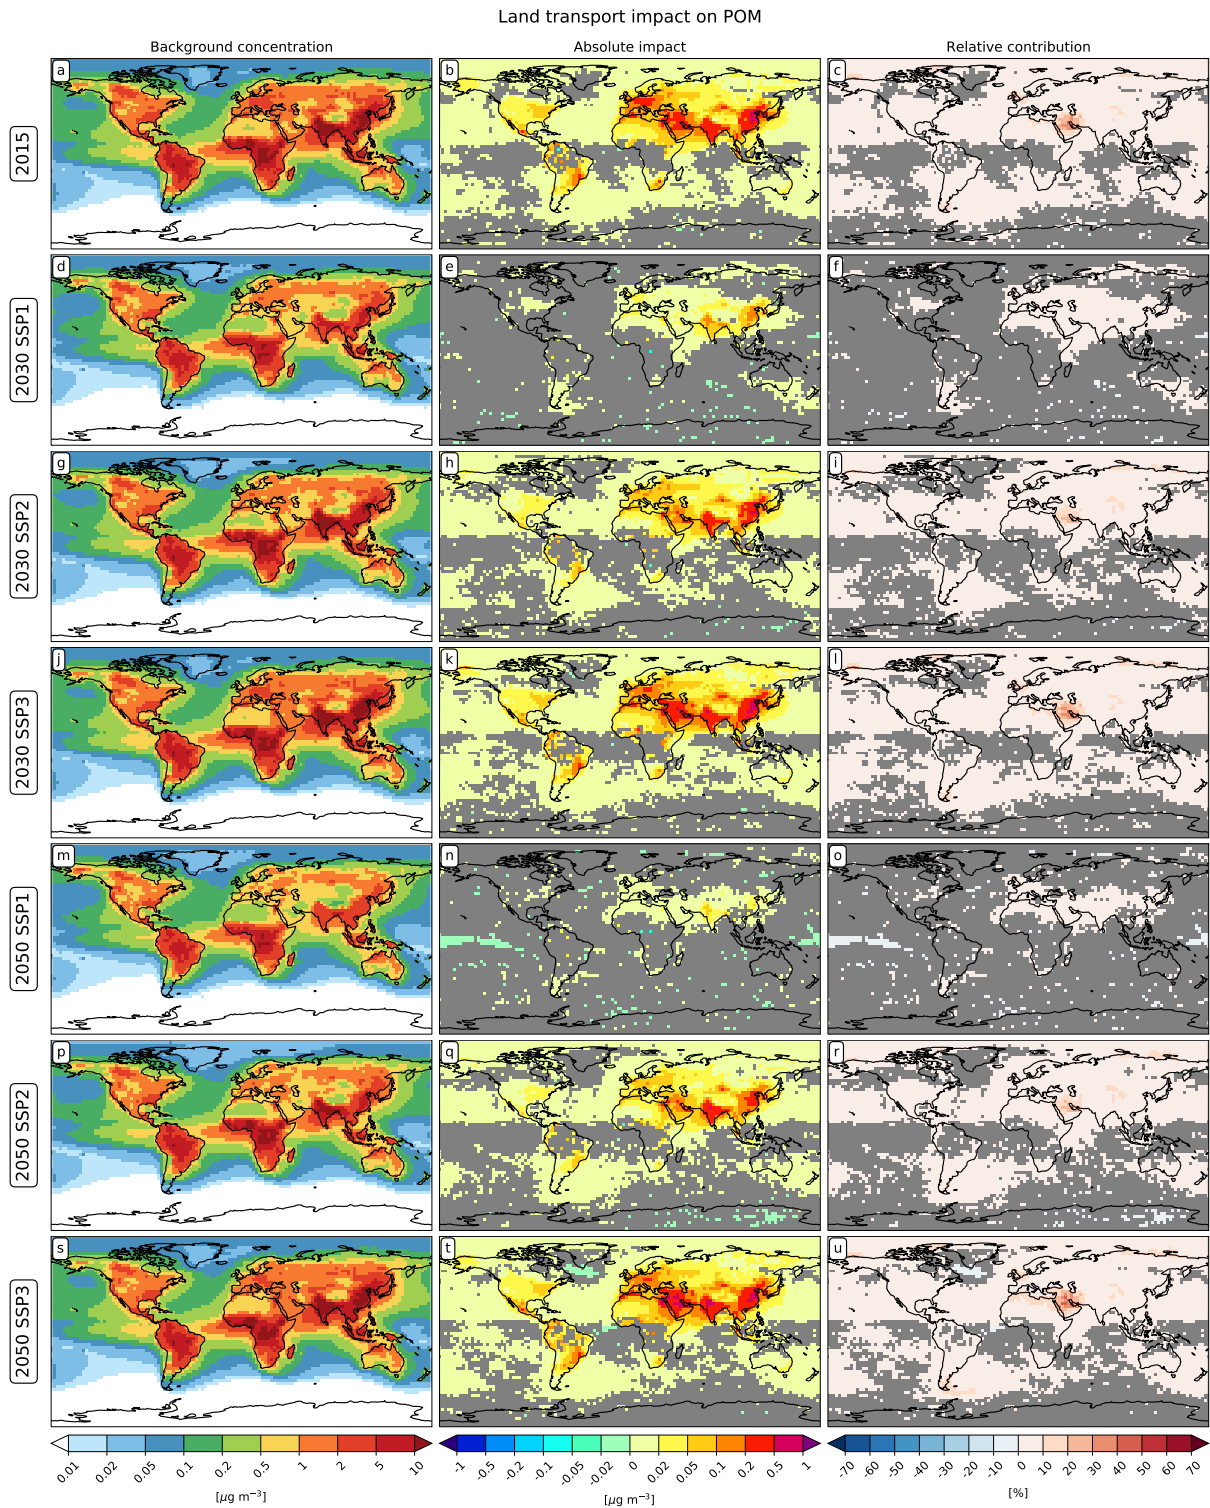 Land transport impact on POM
Background concentration
Absolute impact
Relative contribution
2015
a
b
c
2030 SSP1
d
e
f
2030 SSP2
g
h
i
2030 SSP3
j
k
l
2050 SSP1
m
n
o
2050 SSP2
p
q
r
2050 SSP3
s
t
u
0.01 0.02 0.05 0.1 0.2 0.5 1 2 5 10
[μg m⁻³]
-1 -0.5 -0.2 -0.1 -0.05 -0.02 0 0.02 0.05 0.1 0.2 0.5 1
[μg m⁻³]
-70 -60 -50 -40 -30 -20 -10 0 10 20 30 40 50 60 70
[%]